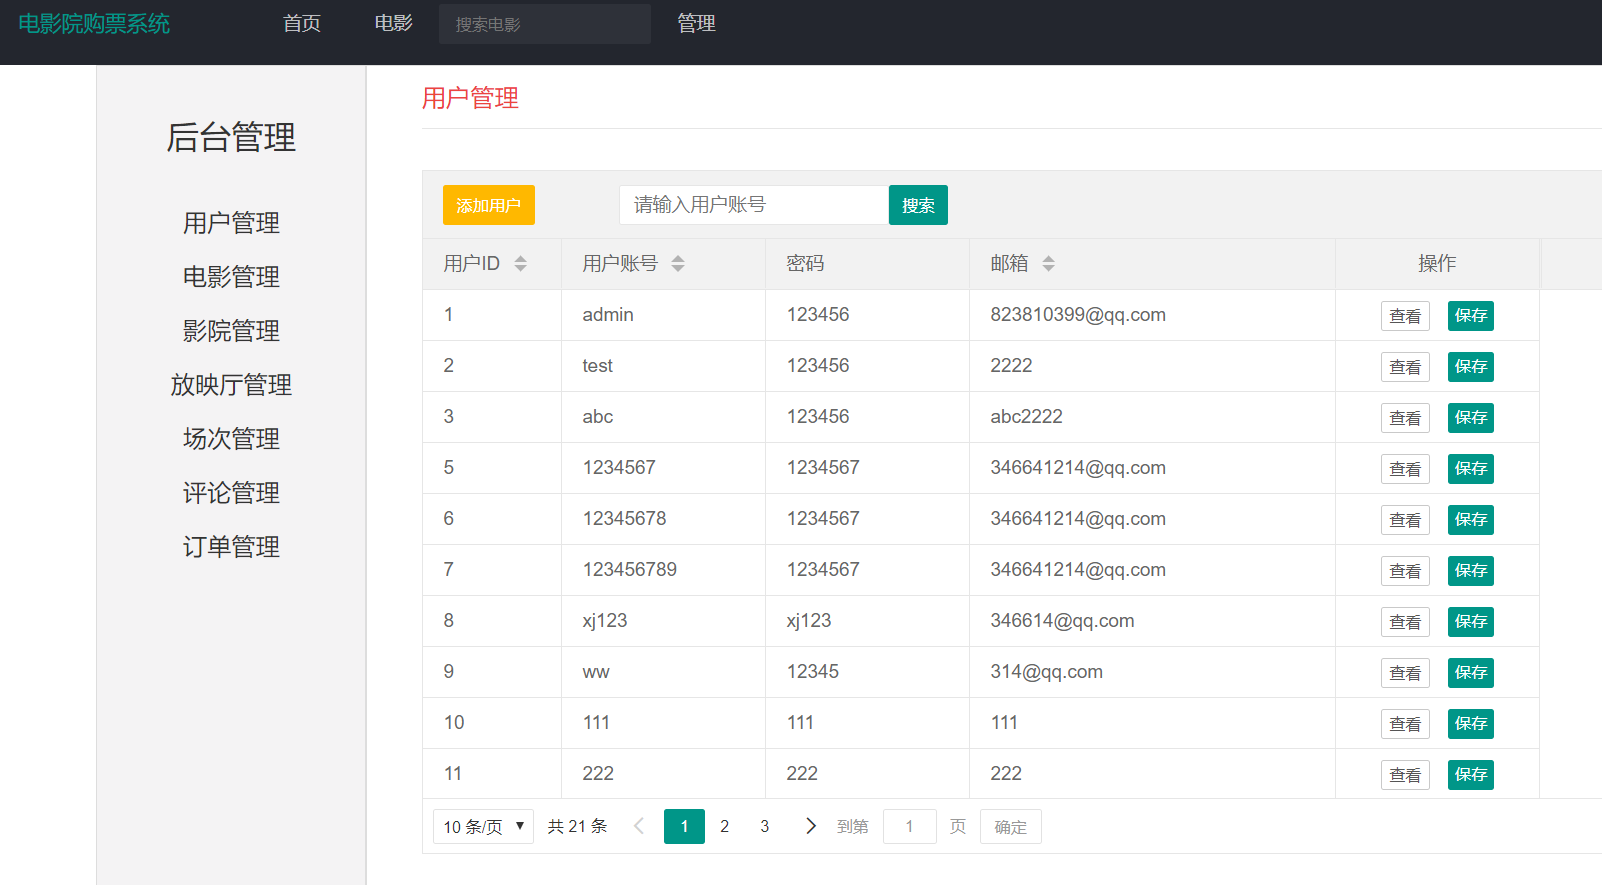 电影院购票系统 首页 电影 搜索电影 管理
后台管理
用户管理
电影管理
影院管理
放映厅管理
场次管理
评论管理
订单管理
用户管理
添加用户 请输入用户账号 搜索
用户ID 用户账号 密码 邮箱 操作
1 admin 123456 823810399@qq.com 查看 保存
2 test 123456 2222 查看 保存
3 abc 123456 abc2222 查看 保存
5 1234567 1234567 346641214@qq.com 查看 保存
6 12345678 1234567 346641214@qq.com 查看 保存
7 123456789 1234567 346641214@qq.com 查看 保存
8 xj123 xj123 346614@qq.com 查看 保存
9 ww 12345 314@qq.com 查看 保存
10 111 111 111 查看 保存
11 222 222 222 查看 保存
10 条/页 共 21 条 1 2 3 到第 1 页 确定